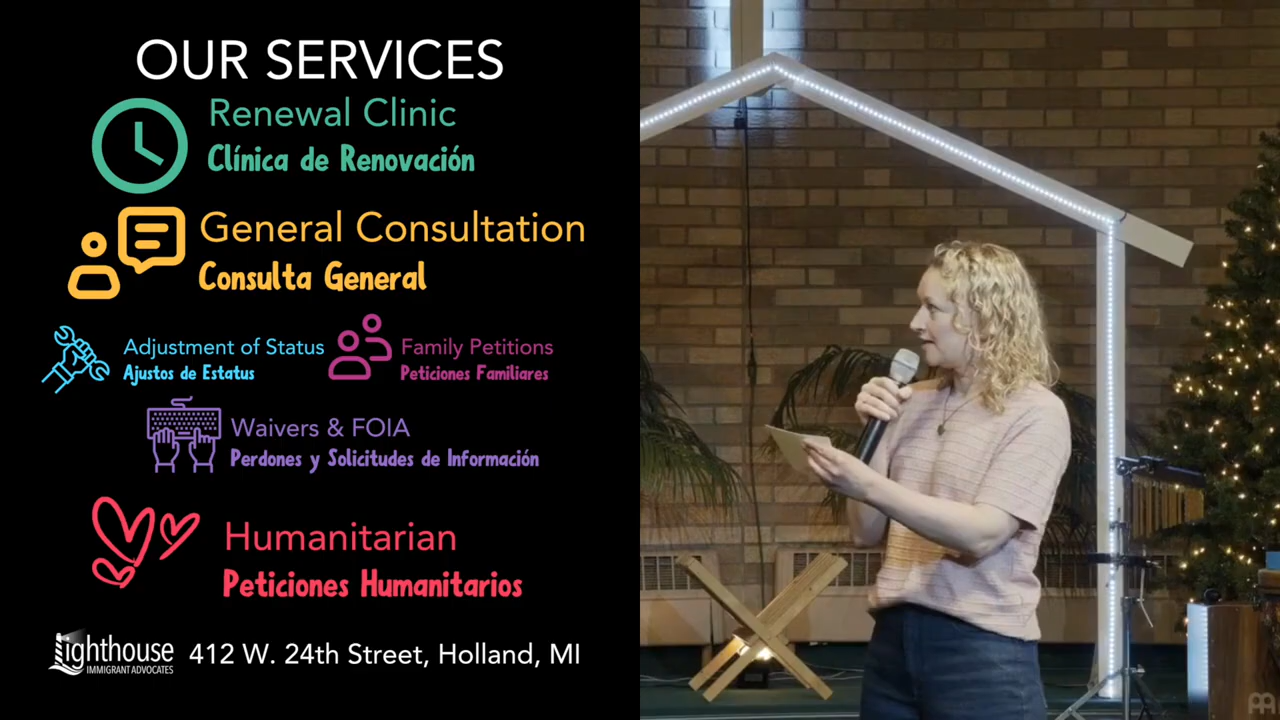 OUR SERVICES
Renewal Clinic
Clínica de Renovación
General Consultation
Consulta General
Adjustment of Status
Ajustos de Estatus
Family Petitions
Peticiones Familiares
Waivers & FOIA
Perdones y Solicitudes de Información
Humanitarian
Peticiones Humanitarios
lighthouse
IMMIGRANT ADVOCATES
412 W. 24th Street, Holland, MI